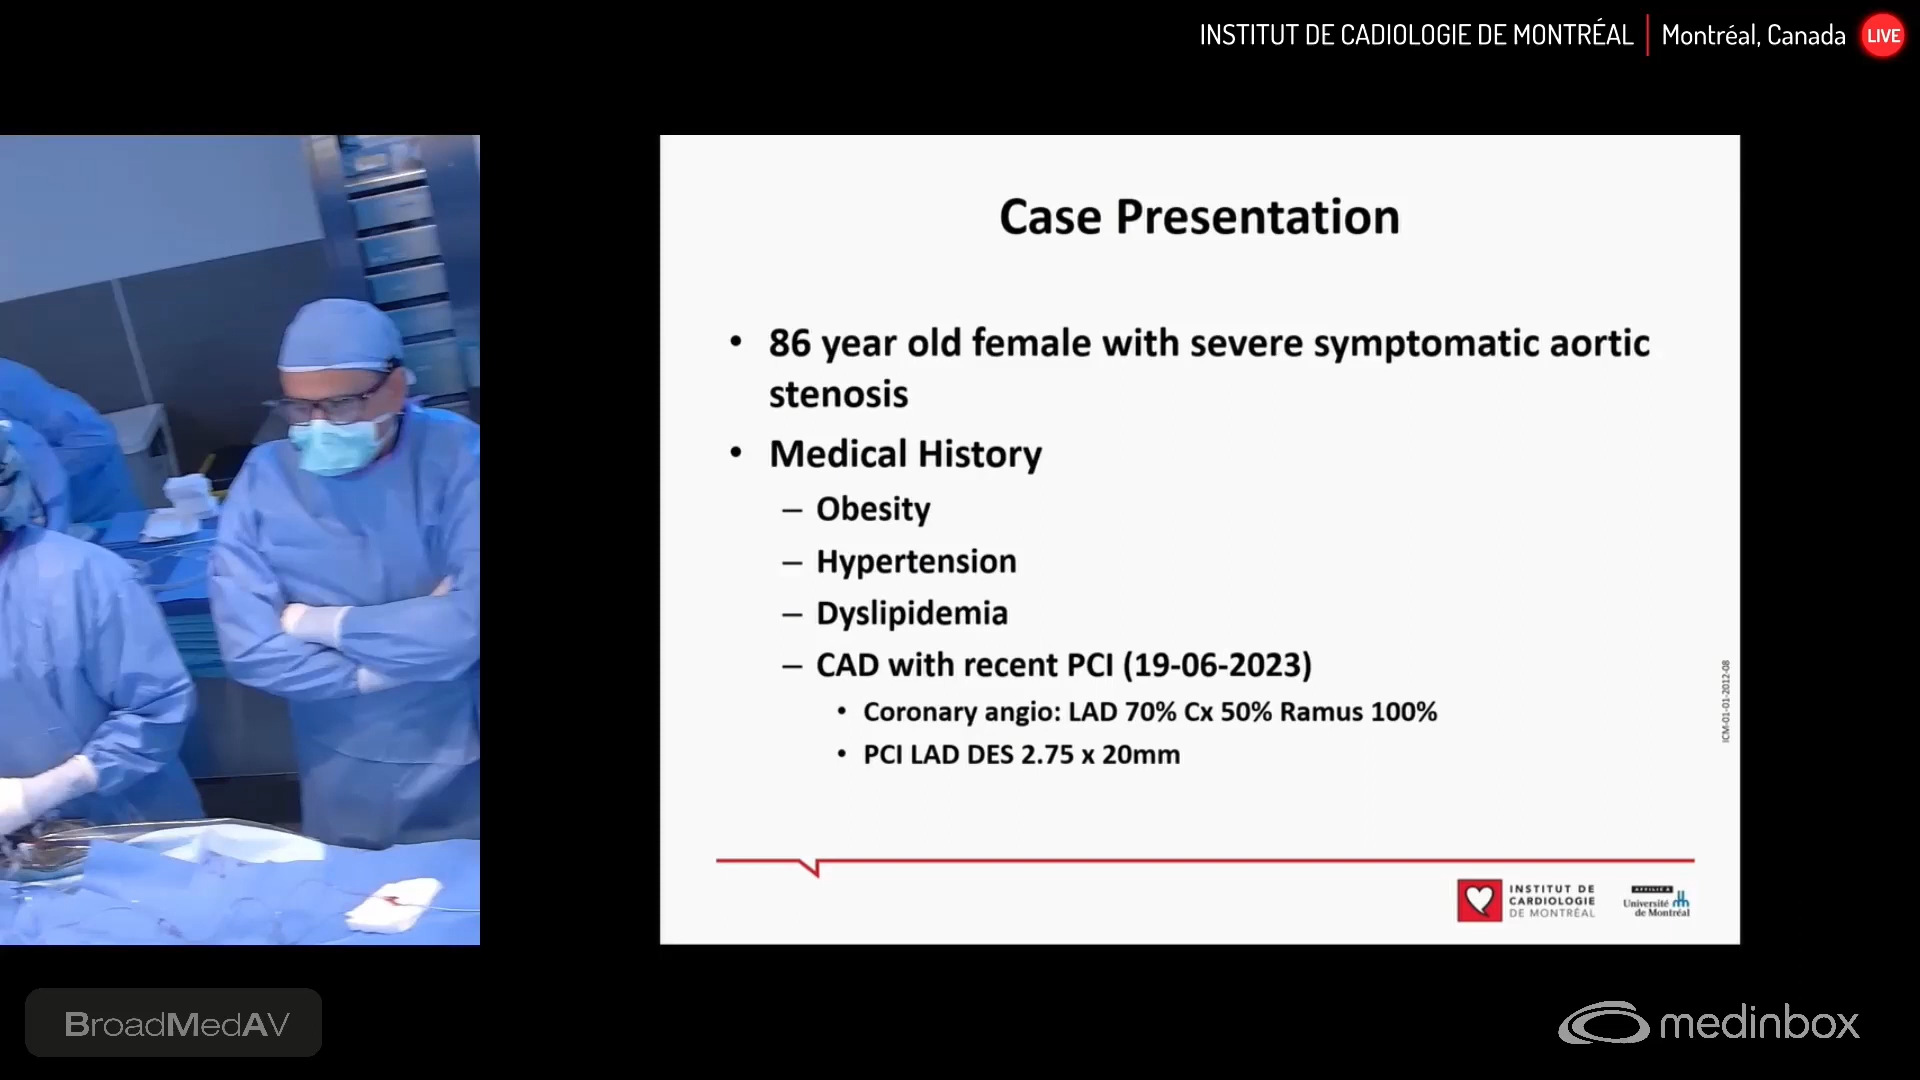 INSTITUT DE CADIOLOGIE DE MONTRÉAL | Montréal, Canada LIVE
Case Presentation
• 86 year old female with severe symptomatic aortic
stenosis
• Medical History
– Obesity
– Hypertension
– Dyslipidemia
– CAD with recent PCI (19-06-2023)
• Coronary angio: LAD 70% Cx 50% Ramus 100%
• PCI LAD DES 2.75 x 20mm
ICM-01-01-2012-08
INSTITUT DE
CARDIOLOGIE
DE MONTRÉAL
AFFILIÉ À
Université
de Montréal
BroadMedAV
medinbox